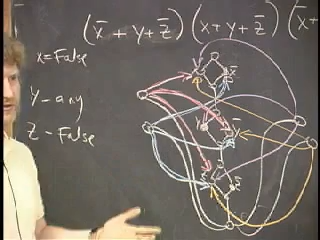 (x̅ + y + z̅) (x + y + z̅) (x̅ +
x = False
Y - any
Z - False
x x̅
Y Y̅
Z Z̅